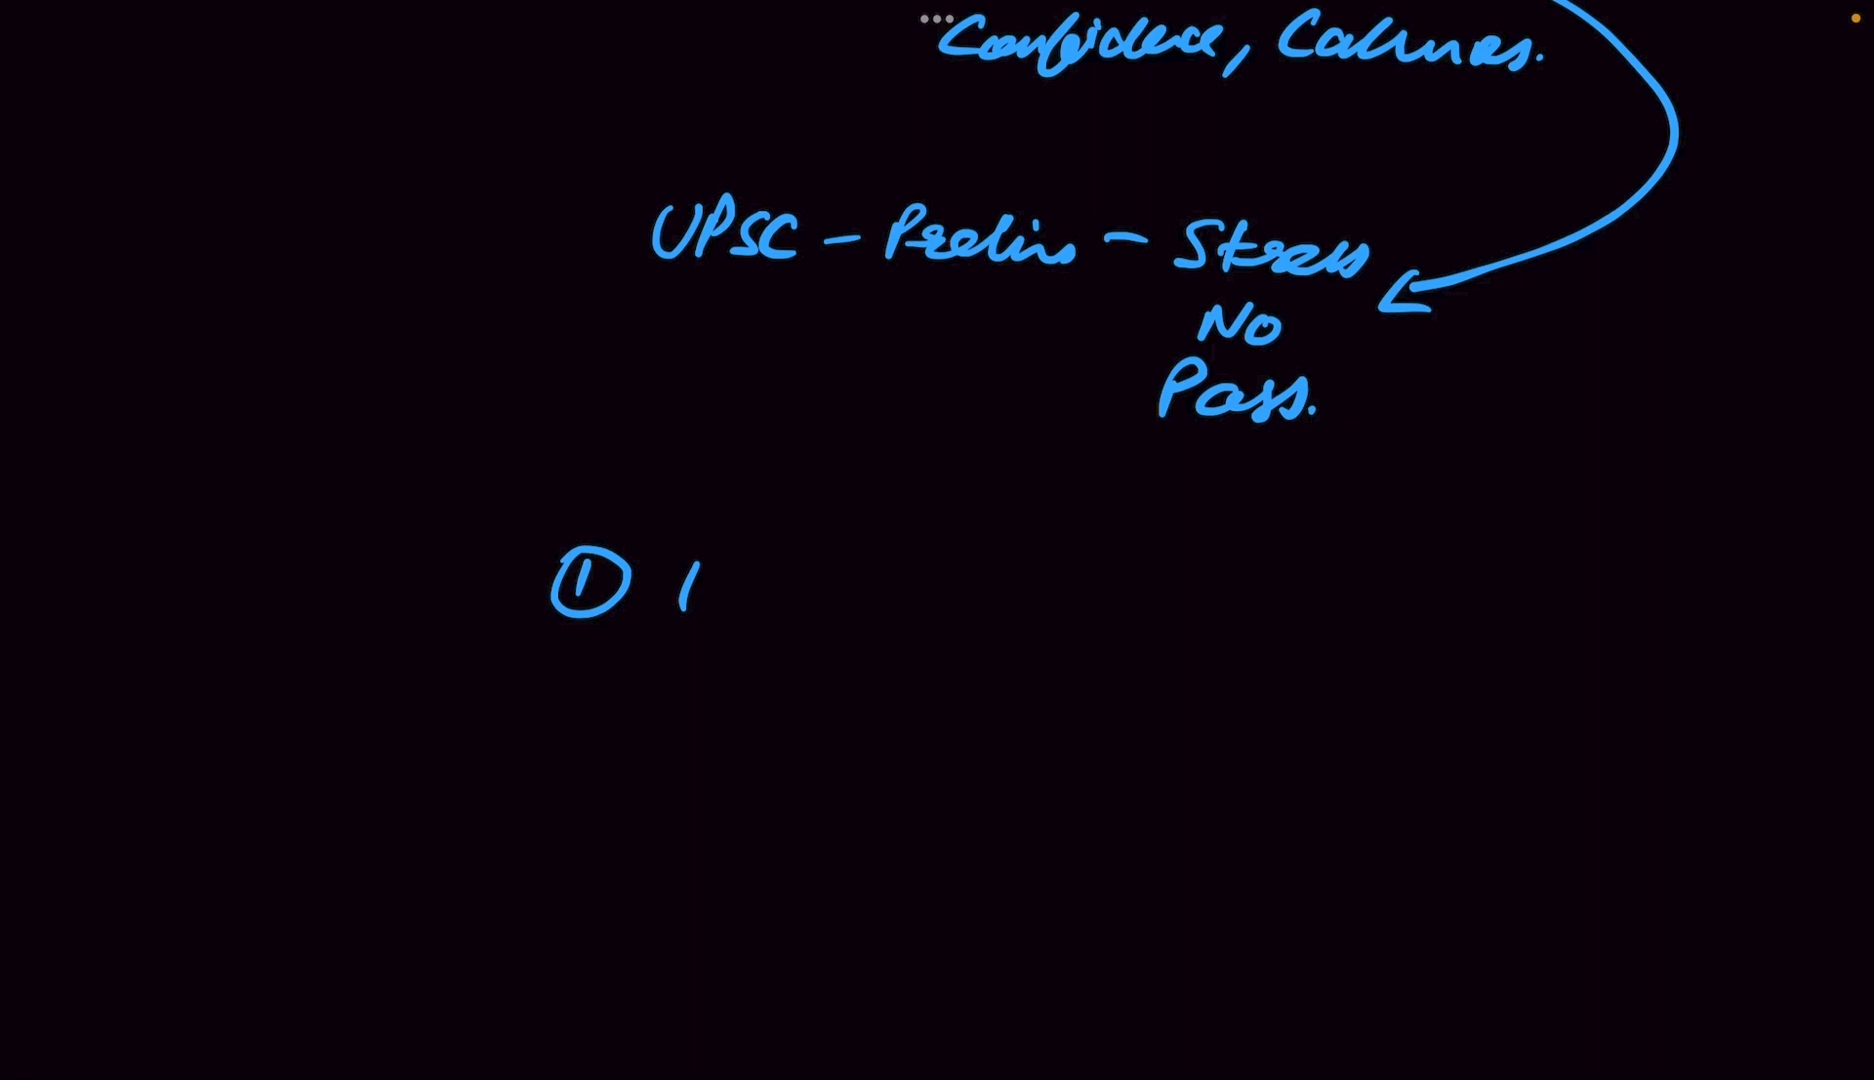 Confidence, Calmness.
UPSC - Prelims - Stress
NO
Pass.
① 1